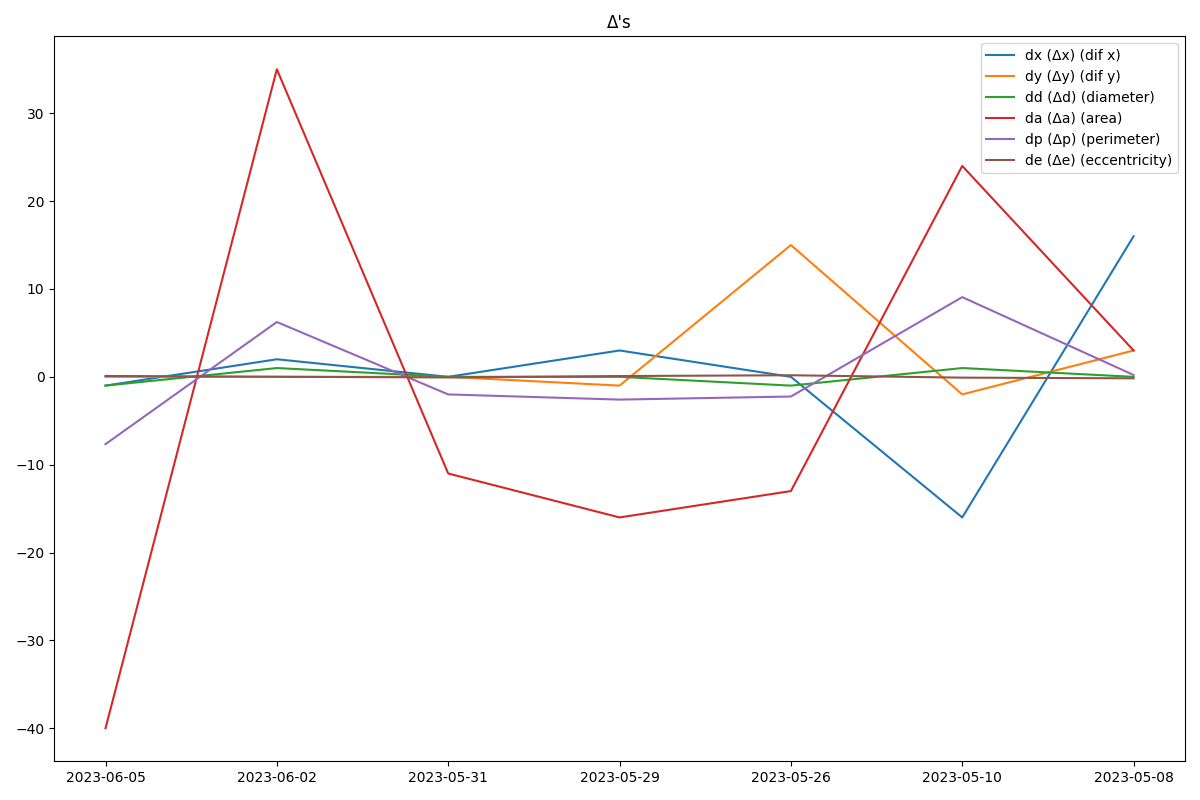 Δ's
dx (Δx) (dif x)
dy (Δy) (dif y)
dd (Δd) (diameter)
da (Δa) (area)
dp (Δp) (perimeter)
de (Δe) (eccentricity)
30
20
10
0
−10
−20
−30
−40
2023-06-05 2023-06-02 2023-05-31 2023-05-29 2023-05-26 2023-05-10 2023-05-08